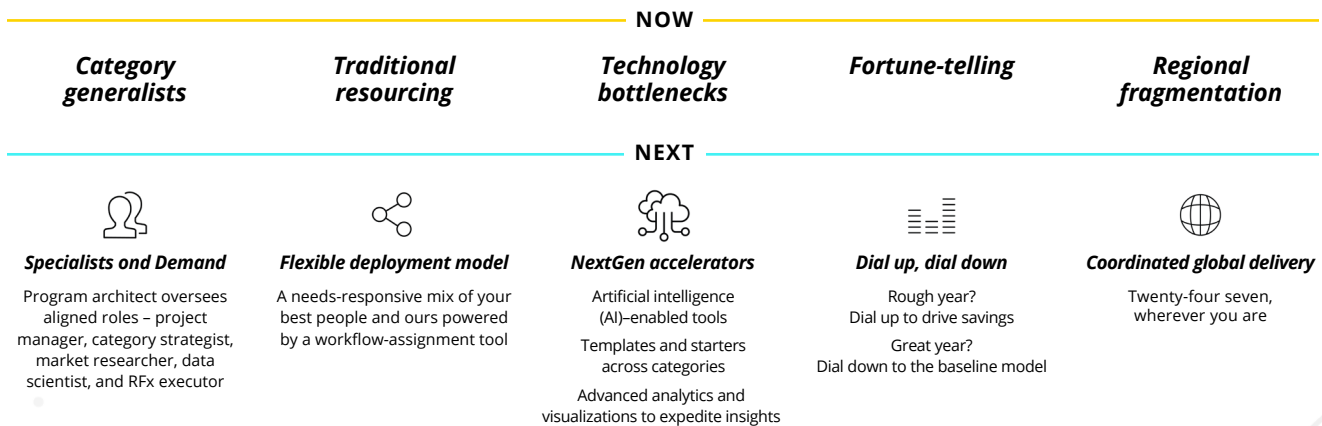 NOW
Category
generalists
Traditional
resourcing
Technology
bottlenecks
Fortune-telling
Regional
fragmentation
NEXT
Specialists ond Demand
Program architect oversees
aligned roles – project
manager, category strategist,
market researcher, data
scientist, and RFx executor
Flexible deployment model
A needs-responsive mix of your
best people and ours powered
by a workflow-assignment tool
NextGen accelerators
Artificial intelligence
(AI)–enabled tools
Templates and starters
across categories
Advanced analytics and
visualizations to expedite insights
Dial up, dial down
Rough year?
Dial up to drive savings
Great year?
Dial down to the baseline model
Coordinated global delivery
Twenty-four seven,
wherever you are